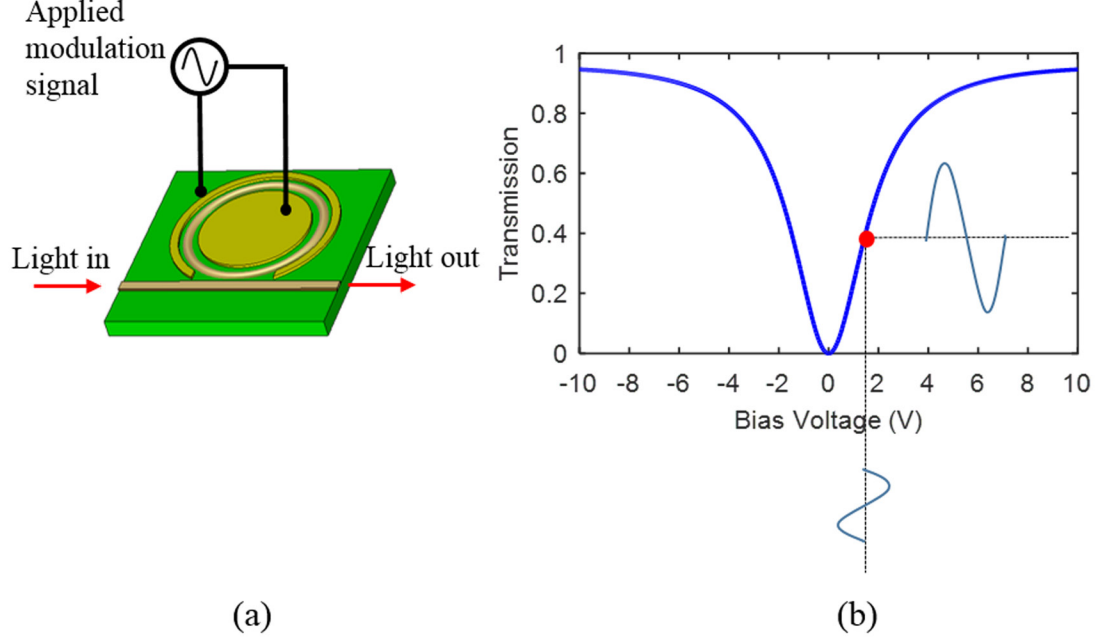 Applied
modulation
signal
Light in
Light out
Transmission
1
0.8
0.6
0.4
0.2
0
-10 -8 -6 -4 -2 0 2 4 6 8 10
Bias Voltage (V)
(a)
(b)